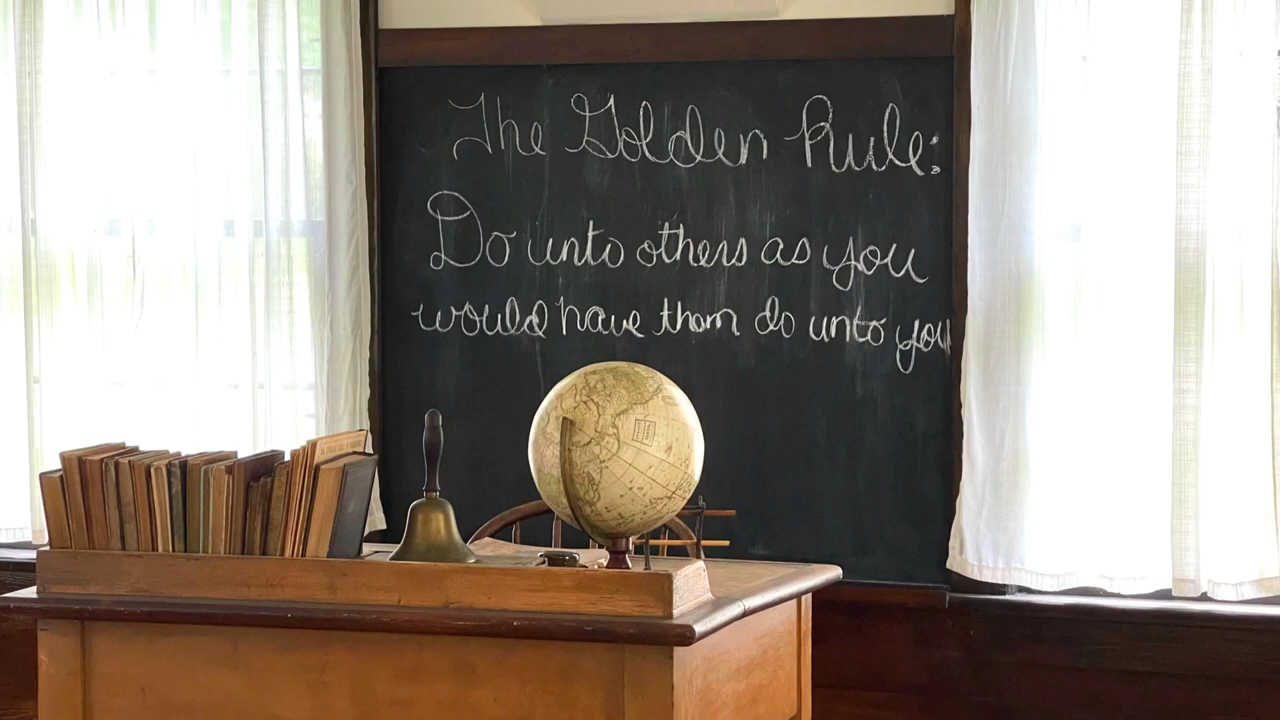 The Golden Rule:
Do unto others as you
would have them do unto you